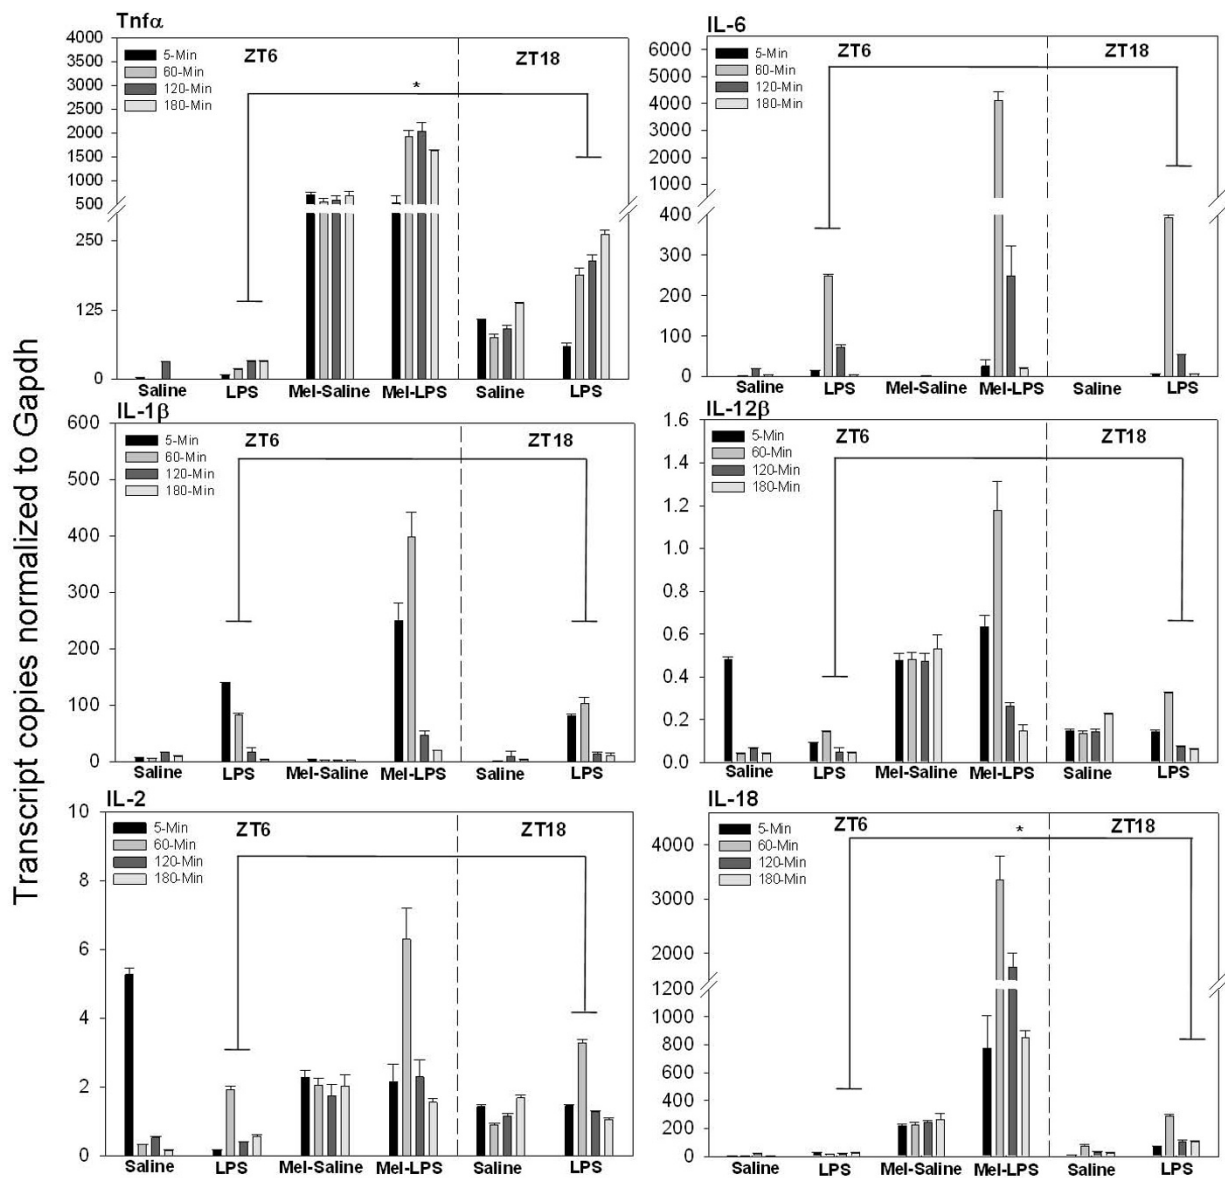 Transcript copies normalized to Gapdh
Tnfα
ZT6
ZT18
5-Min
60-Min
120-Min
180-Min
*
4000
3500
3000
2500
2000
1500
1000
500
250
125
0
Saline LPS Mel-Saline Mel-LPS Saline LPS
IL-6
ZT6
ZT18
5-Min
60-Min
120-Min
180-Min
6000
5000
4000
3000
2000
1000
400
300
200
100
0
Saline LPS Mel-Saline Mel-LPS Saline LPS
IL-1β
ZT6
ZT18
5-Min
60-Min
120-Min
180-Min
600
500
400
300
200
100
0
Saline LPS Mel-Saline Mel-LPS Saline LPS
IL-12β
ZT6
ZT18
5-Min
60-Min
120-Min
180-Min
1.6
1.4
1.2
1.0
0.8
0.6
0.4
0.2
0.0
Saline LPS Mel-Saline Mel-LPS Saline LPS
IL-2
ZT6
ZT18
5-Min
60-Min
120-Min
180-Min
10
8
6
4
2
0
Saline LPS Mel-Saline Mel-LPS Saline LPS
IL-18
ZT6
ZT18
5-Min
60-Min
120-Min
180-Min
*
4000
3000
2000
1200
1000
800
600
400
200
0
Saline LPS Mel-Saline Mel-LPS Saline LPS